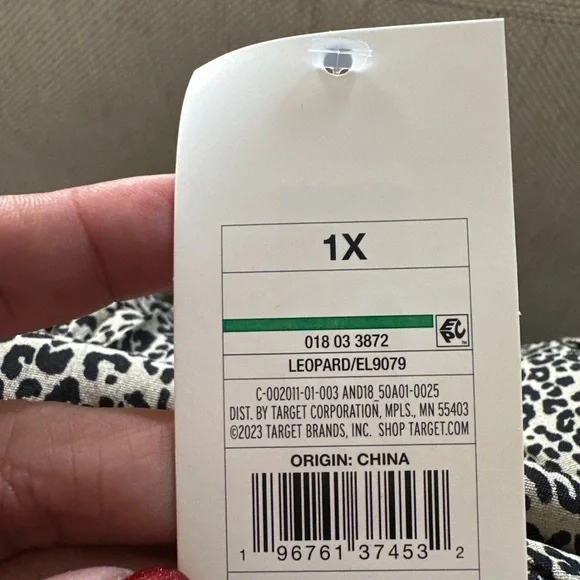 1X
018 03 3872
EPC™
LEOPARD/EL9079
C-002011-01-003 AND18_50A01-0025
DIST. BY TARGET CORPORATION, MPLS., MN 55403
©2023 TARGET BRANDS, INC. SHOP TARGET.COM
ORIGIN: CHINA
1 96761 37453 2